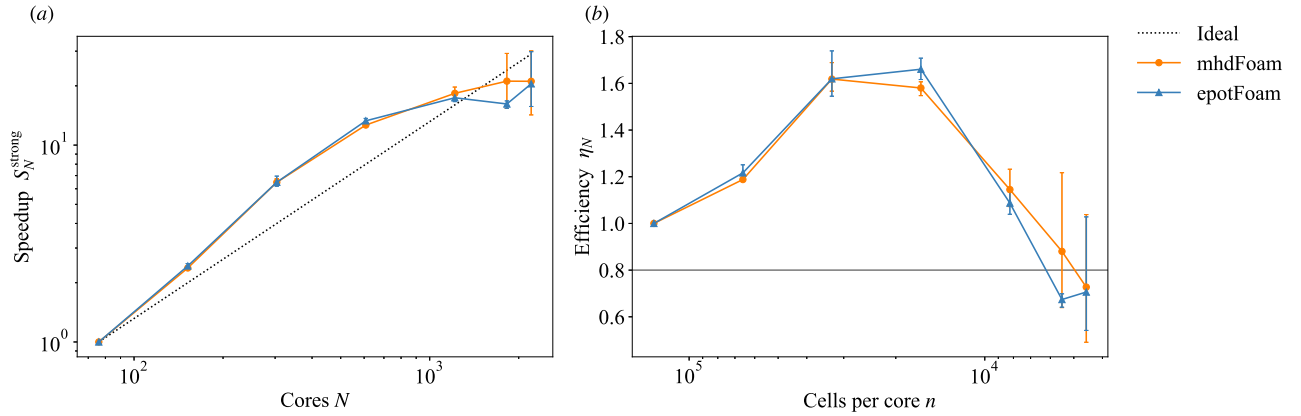 (a)
(b)
Speedup S_N^strong
10^1
10^0
10^2
10^3
Cores N
Efficiency η_N
1.8
1.6
1.4
1.2
1.0
0.8
0.6
10^5
10^4
Cells per core n
Ideal
mhdFoam
epotFoam